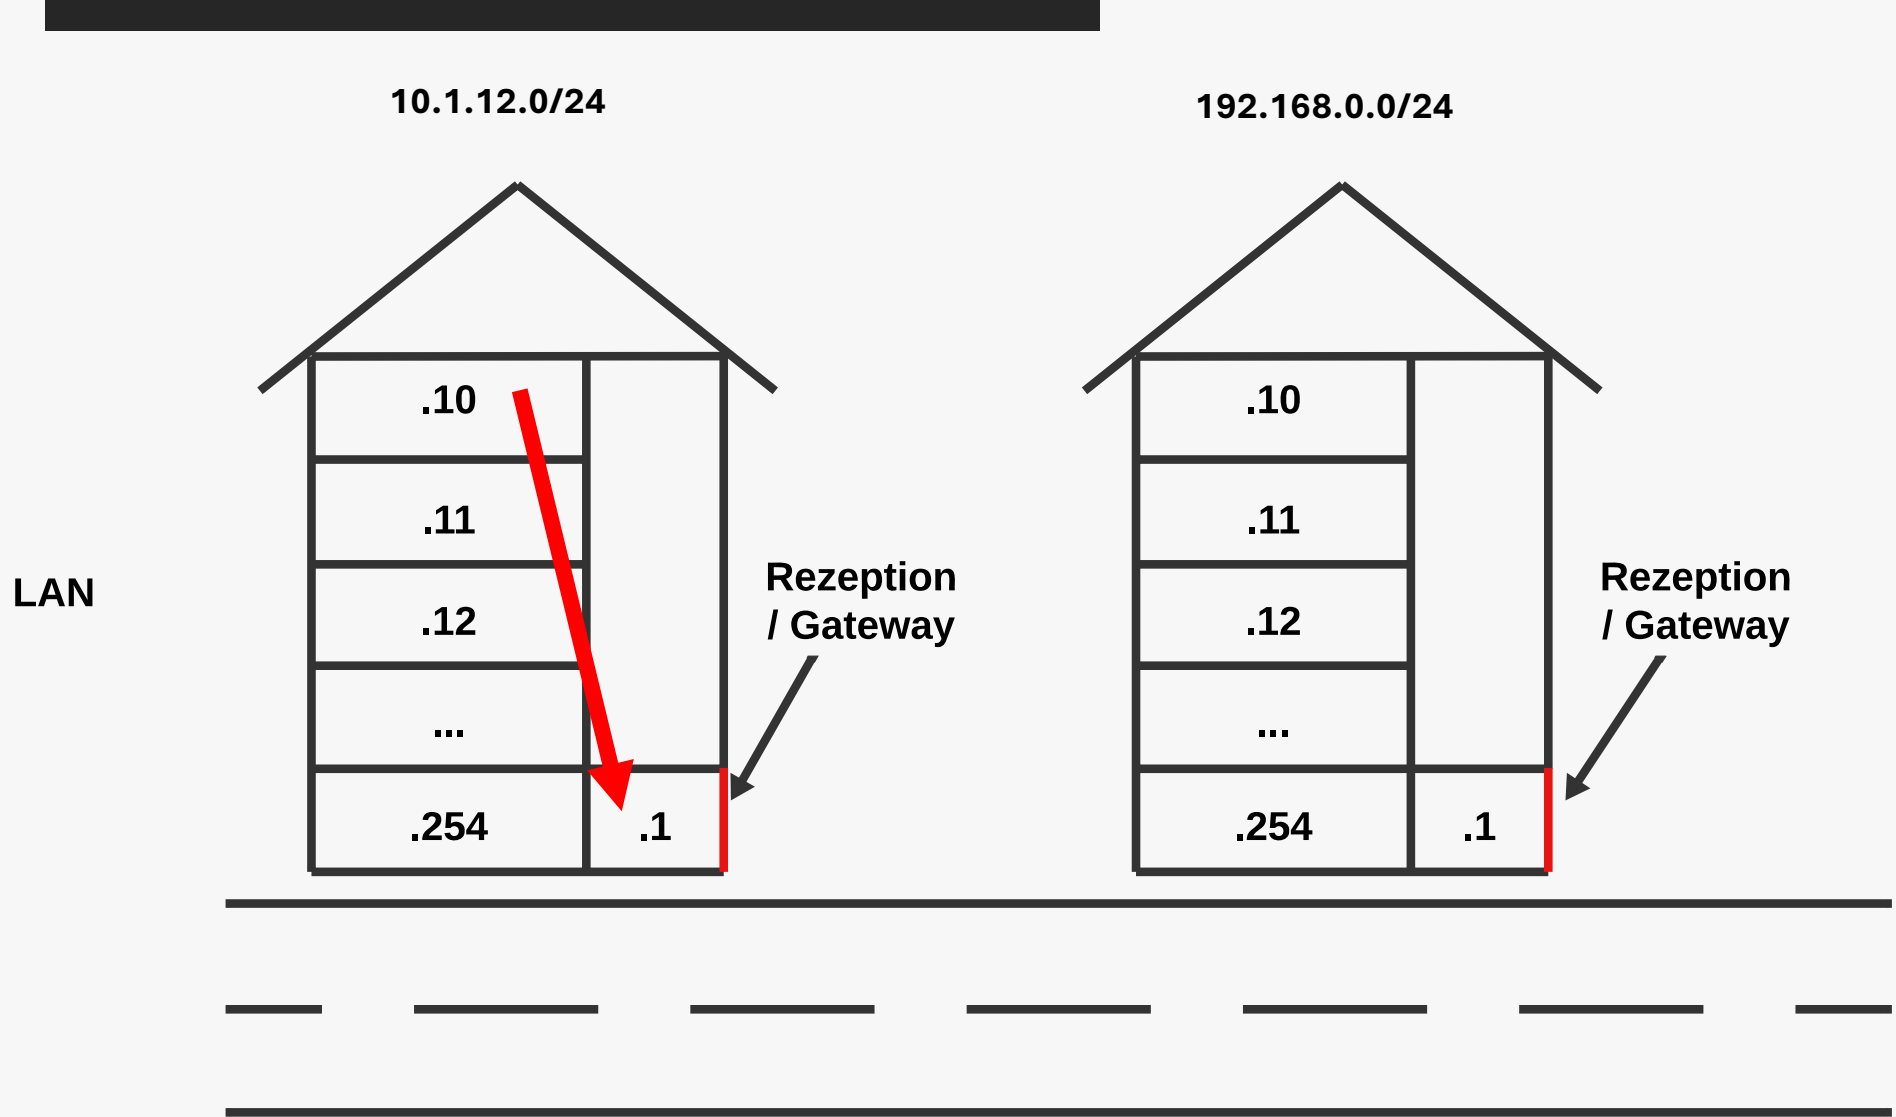 10.1.12.0/24
192.168.0.0/24
.10
.11
.12
...
.254
.1
Rezeption
/ Gateway
.10
.11
.12
...
.254
.1
Rezeption
/ Gateway
LAN